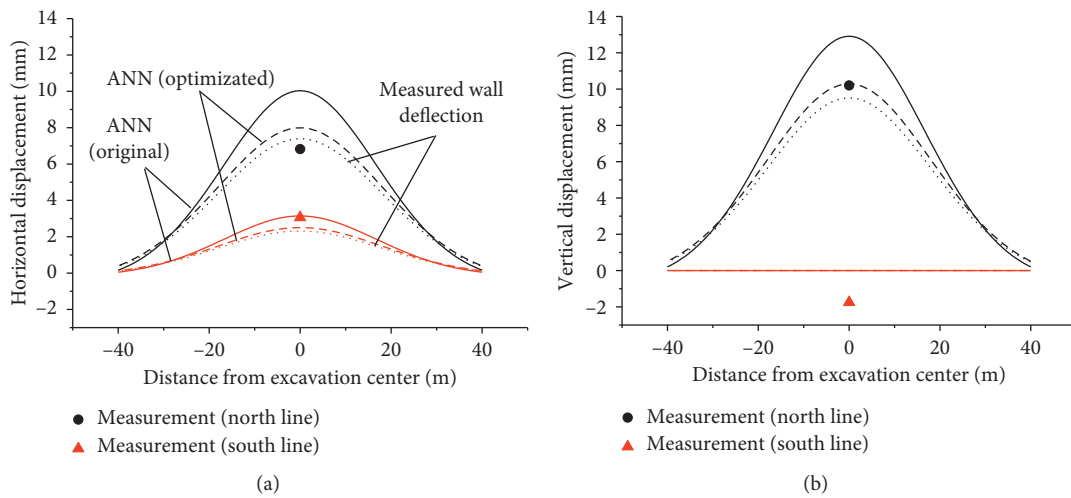 14
12
10
8
6
4
2
0
−2
Horizontal displacement (mm)
ANN (optimizated)
ANN
(original)
Measured wall
deflection
−40
−20
0
20
40
Distance from excavation center (m)
Measurement (north line)
Measurement (south line)
(a)
14
12
10
8
6
4
2
0
−2
Vertical displacement (mm)
−40
−20
0
20
40
Distance from excavation center (m)
Measurement (north line)
Measurement (south line)
(b)